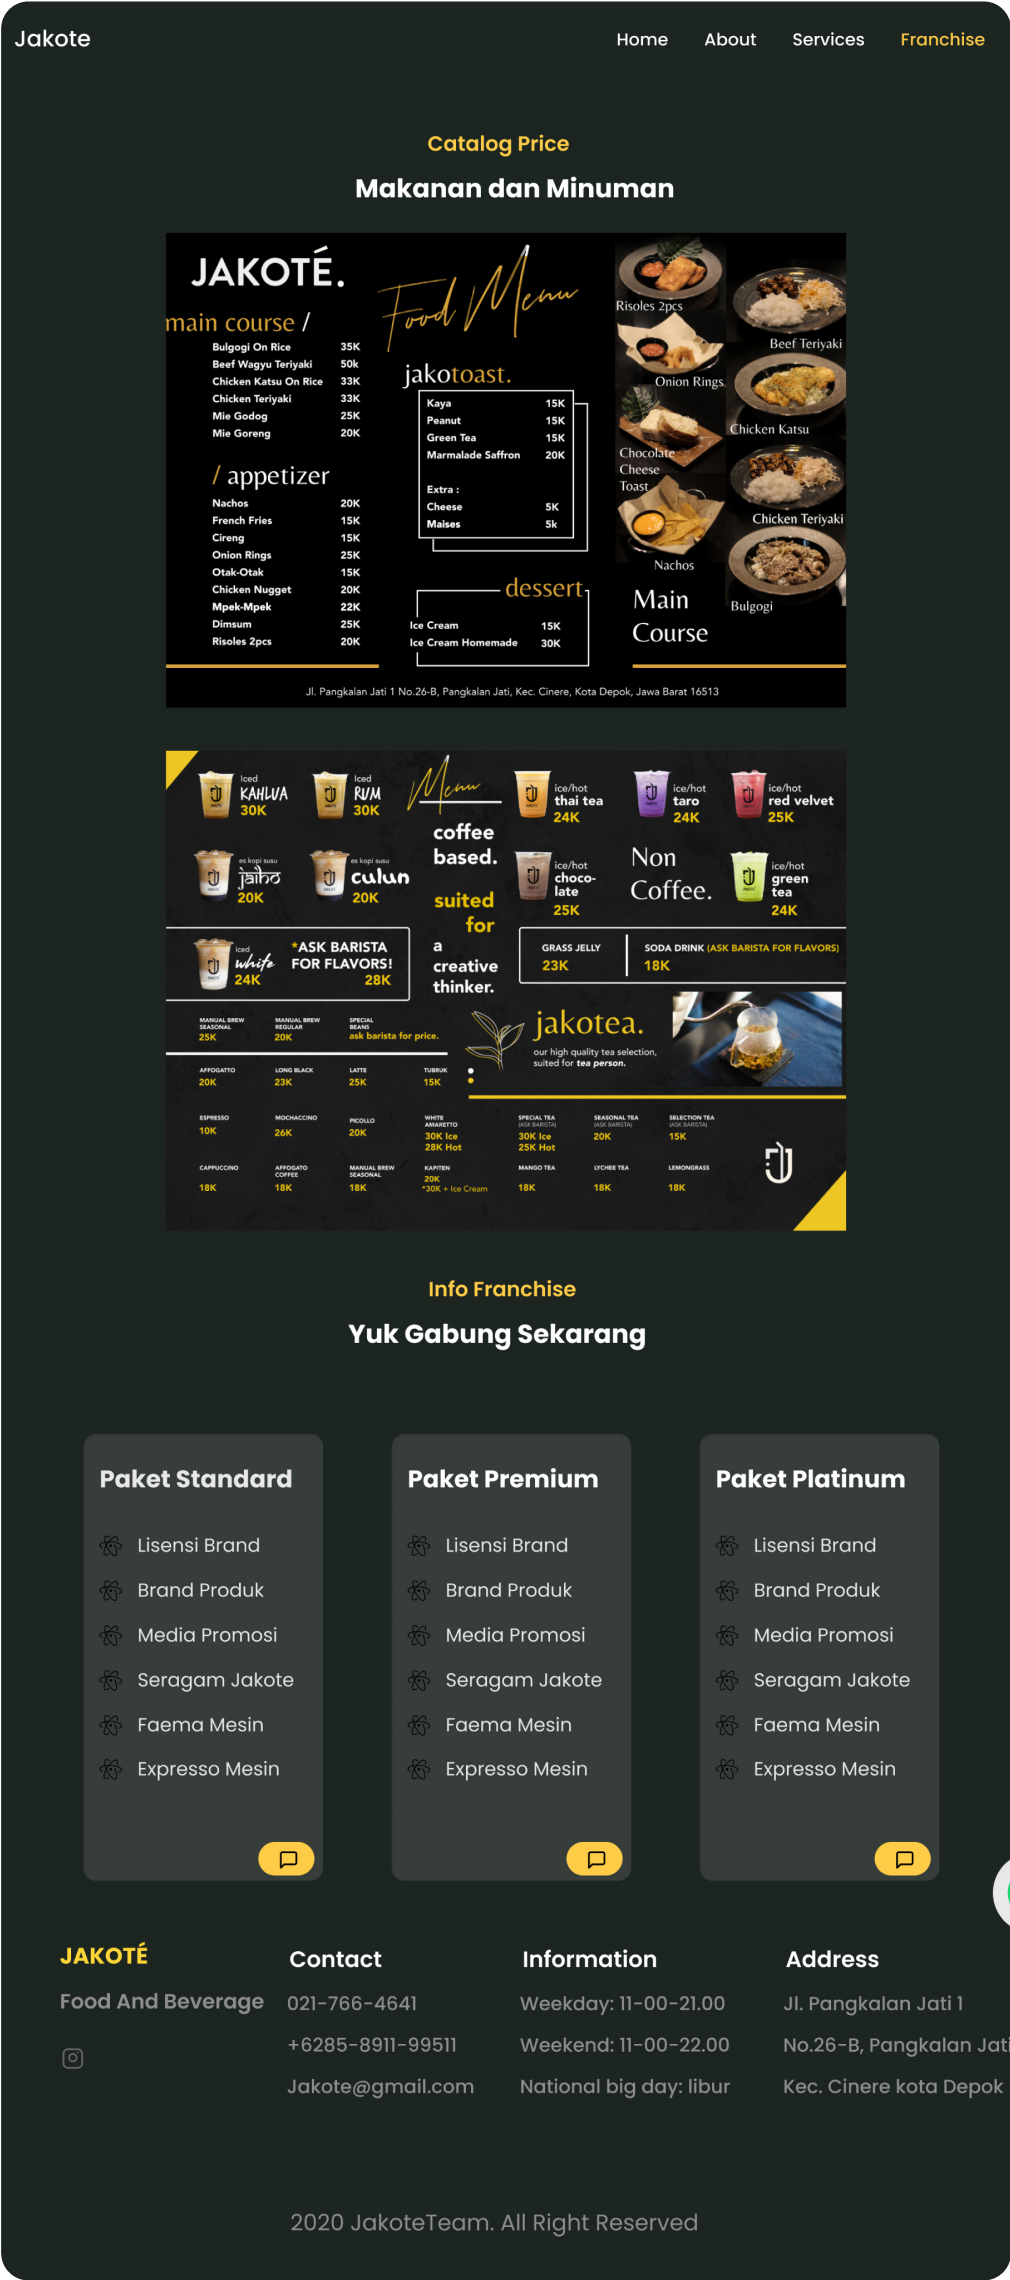 Jakote
Home About Services Franchise
Catalog Price
Makanan dan Minuman
JAKOTÉ.
main course /
Bulgogi On Rice 35K
Beef Wagyu Teriyaki 50k
Chicken Katsu On Rice 33K
Chicken Teriyaki 33K
Mie Godog 25K
Mie Goreng 20K
/ appetizer
Nachos 20K
French Fries 15K
Cireng 15K
Onion Rings 25K
Otak-Otak 15K
Chicken Nugget 20K
Mpek-Mpek 22K
Dimsum 25K
Risoles 2pcs 20K
Food Menu
jakotoast.
Kaya 15K
Peanut 15K
Green Tea 15K
Marmalade Saffron 20K
Extra :
Cheese 5K
Maises 5k
dessert
Ice Cream 15K
Ice Cream Homemade 30K
Risoles 2pcs
Beef Teriyaki
Onion Rings
Chicken Katsu
Chocolate
Cheese
Toast
Chicken Teriyaki
Nachos
Bulgogi
Main
Course
Jl. Pangkalan Jati 1 No.26-B, Pangkalan Jati, Kec. Cinere, Kota Depok, Jawa Barat 16513
Iced
KAHLUA
30K
Iced
RUM
30K
es kopi susu
jaiho
20K
es kopi susu
culun
20K
Menu
coffee
based.
suited
for
a
creative
thinker.
ice/hot
thai tea
24K
ice/hot
taro
24K
ice/hot
red velvet
25K
ice/hot
choco-
late
25K
Non
Coffee.
ice/hot
green
tea
24K
iced
white
24K
*ASK BARISTA
FOR FLAVORS!
28K
GRASS JELLY
23K
SODA DRINK (ASK BARISTA FOR FLAVORS)
18K
MANUAL BREW
SEASONAL
25K
MANUAL BREW
REGULAR
20K
SPECIAL
BEANS
ask barista for price.
jakotea.
our high quality tea selection,
suited for tea person.
AFFOGATTO
20K
LONG BLACK
23K
LATTE
25K
TUBRUK
15K
ESPRESSO
10K
MOCHACCINO
26K
PICOLLO
20K
WHITE
AMARETTO
30K Ice
28K Hot
SPECIAL TEA
(ASK BARISTA)
30K Ice
25K Hot
SEASONAL TEA
(ASK BARISTA)
20K
SELECTION TEA
(ASK BARISTA)
15K
CAPPUCCINO
18K
AFFOGATO
COFFEE
18K
MANUAL BREW
SEASONAL
18K
KAPITEN
20K
*30K + Ice Cream
MANGO TEA
18K
LYCHEE TEA
18K
LEMONGRASS
18K
Info Franchise
Yuk Gabung Sekarang
Paket Standard
Lisensi Brand
Brand Produk
Media Promosi
Seragam Jakote
Faema Mesin
Expresso Mesin
Paket Premium
Lisensi Brand
Brand Produk
Media Promosi
Seragam Jakote
Faema Mesin
Expresso Mesin
Paket Platinum
Lisensi Brand
Brand Produk
Media Promosi
Seragam Jakote
Faema Mesin
Expresso Mesin
JAKOTÉ
Food And Beverage
Contact
021-766-4641
+6285-8911-99511
Jakote@gmail.com
Information
Weekday: 11-00-21.00
Weekend: 11-00-22.00
National big day: libur
Address
Jl. Pangkalan Jati 1
No.26-B, Pangkalan Jati
Kec. Cinere kota Depok
2020 JakoteTeam. All Right Reserved